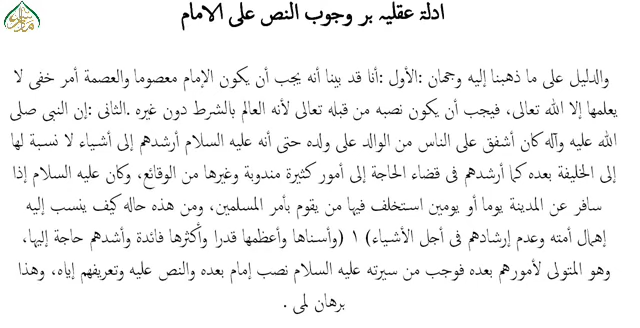 ادلة عقليہ بر وجوب النص على الامام
والدليل على ما ذهبنا إليه وجهان :الأول :أنا قد بينا أنه يجب أن يكون الإمام معصوما والعصمة أمر خفى لا
يعلمها إلا الله تعالى، فيجب أن يكون نصبه من قبله تعالى لأنه العالم بالشرط دون غيره .الثانى :إن النبى صلى
الله عليه وآله كان أشفق على الناس من الوالد على ولده حتى أنه عليه السلام أرشدهم إلى أشياء لا نسبة لها
إلى الخليفة بعده كما أرشدهم فى قضاء الحاجة إلى أمور كثيرة مندوبة وغيرها من الوقائع، وكان عليه السلام إذا
سافر عن المدينة يوما أو يومين استخلف فيها من يقوم بأمر المسلمين، ومن هذه حاله كيف ينسب إليه
إهمال أمته وعدم إرشادهم فى أجل الأشياء) ١ (وأسناها وأعظمها قدرا وأكثرها فائدة وأشدهم حاجة إليها،
وهو المتولى لأمورهم بعده فوجب من سيرته عليه السلام نصب إمام بعده والنص عليه وتعريفهم إياه، وهذا
برهان لمى .